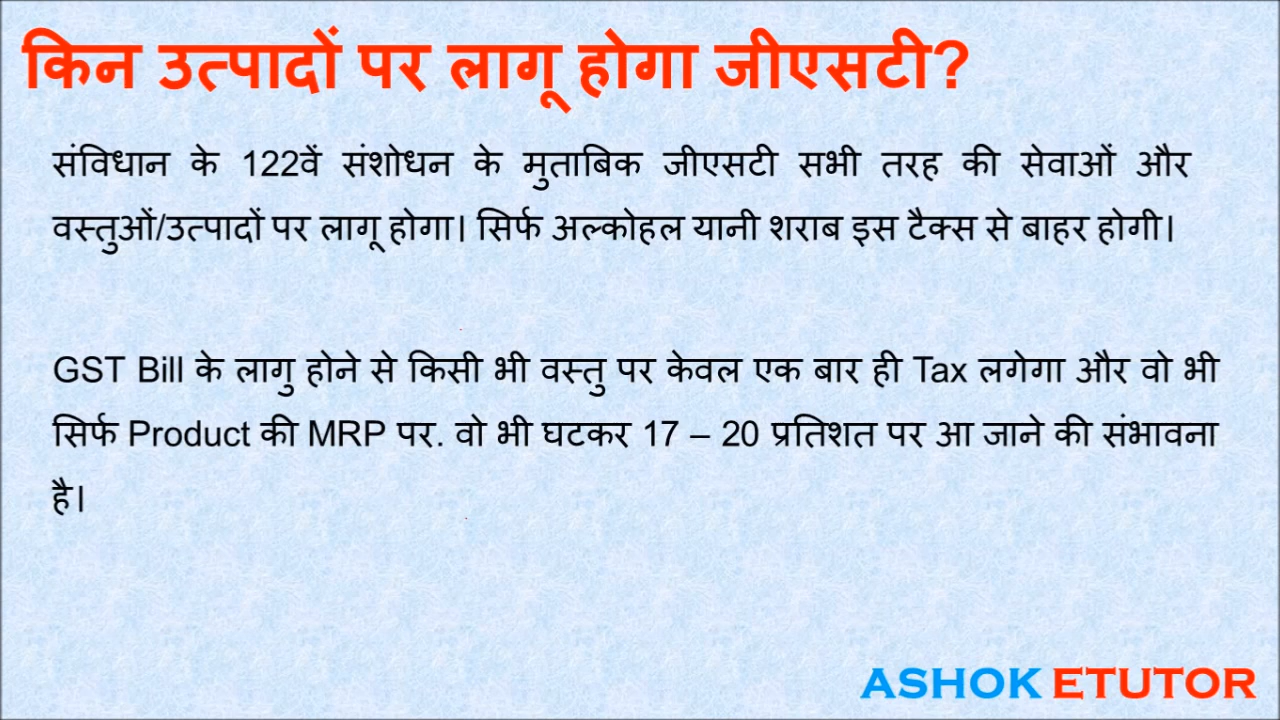 किन उत्पादों पर लागू होगा जीएसटी?
संविधान के 122वें संशोधन के मुताबिक जीएसटी सभी तरह की सेवाओं और
वस्तुओं/उत्पादों पर लागू होगा। सिर्फ अल्कोहल यानी शराब इस टैक्स से बाहर होगी।
GST Bill के लागु होने से किसी भी वस्तु पर केवल एक बार ही Tax लगेगा और वो भी
सिर्फ Product की MRP पर. वो भी घटकर 17 – 20 प्रतिशत पर आ जाने की संभावना
है।
ASHOK ETUTOR